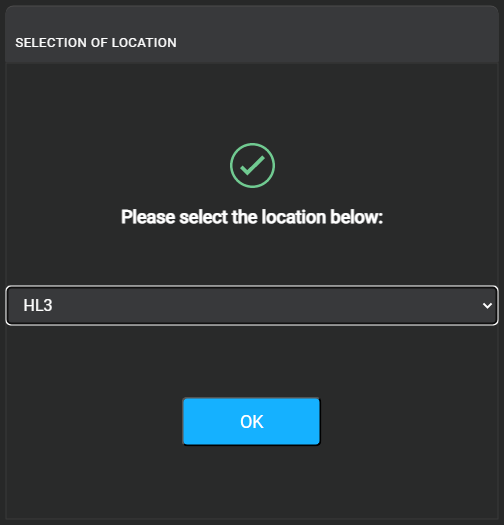 SELECTION OF LOCATION
Please select the location below:
HL3
OK